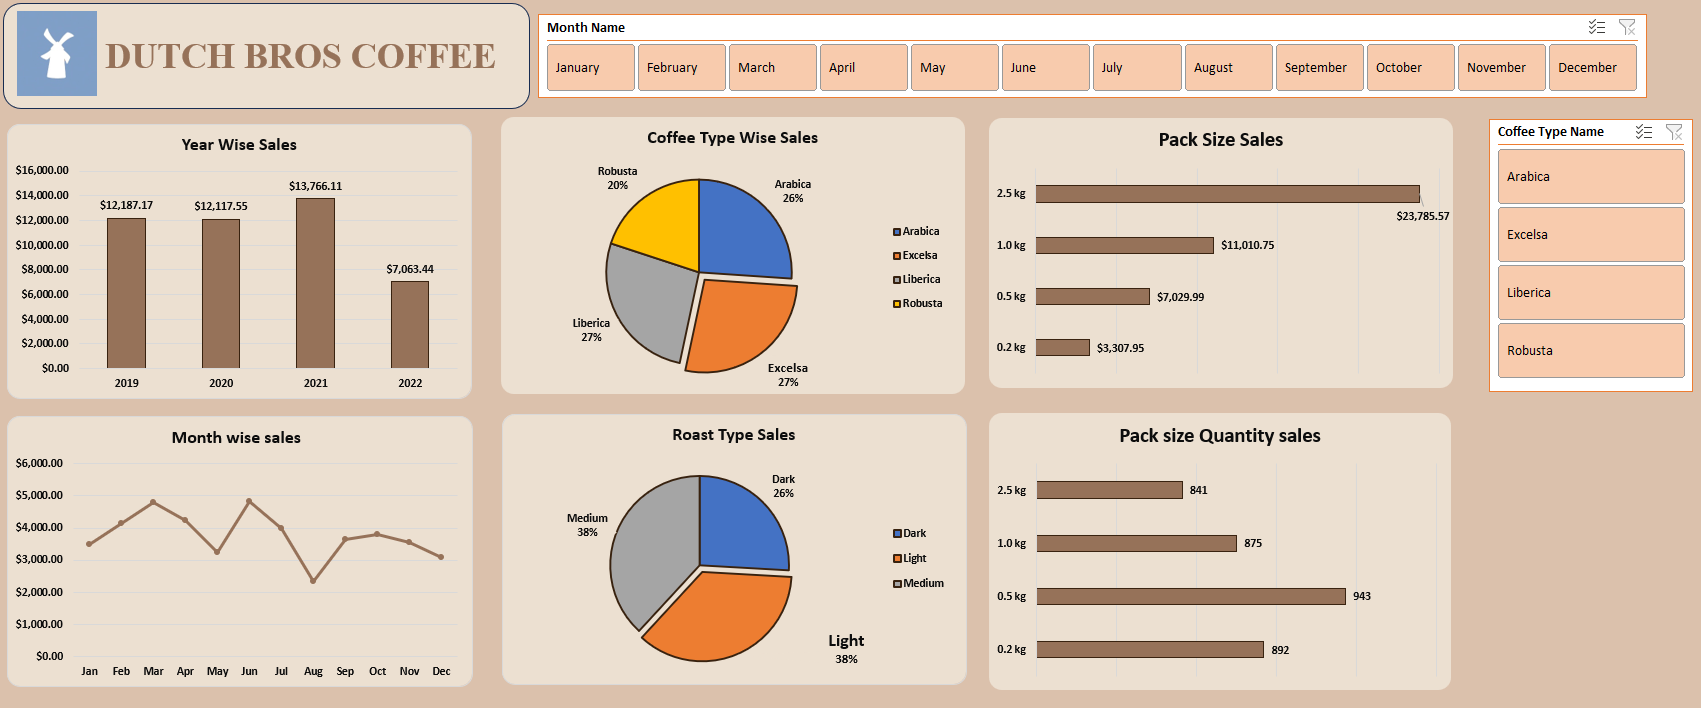 DUTCH BROS COFFEE
Month Name
January
February
March
April
May
June
July
August
September
October
November
December
Year Wise Sales
$16,000.00
$14,000.00
$12,000.00
$10,000.00
$8,000.00
$6,000.00
$4,000.00
$2,000.00
$0.00
$12,187.17
$12,117.55
$13,766.11
$7,063.44
2019
2020
2021
2022
Coffee Type Wise Sales
Robusta
20%
Arabica
26%
Liberica
27%
Excelsa
27%
Arabica
Excelsa
Liberica
Robusta
Pack Size Sales
2.5 kg
$23,785.57
1.0 kg
$11,010.75
0.5 kg
$7,029.99
0.2 kg
$3,307.95
Coffee Type Name
Arabica
Excelsa
Liberica
Robusta
Month wise sales
$6,000.00
$5,000.00
$4,000.00
$3,000.00
$2,000.00
$1,000.00
$0.00
Jan
Feb
Mar
Apr
May
Jun
Jul
Aug
Sep
Oct
Nov
Dec
Roast Type Sales
Dark
26%
Medium
38%
Light
38%
Dark
Light
Medium
Pack size Quantity sales
2.5 kg
841
1.0 kg
875
0.5 kg
943
0.2 kg
892